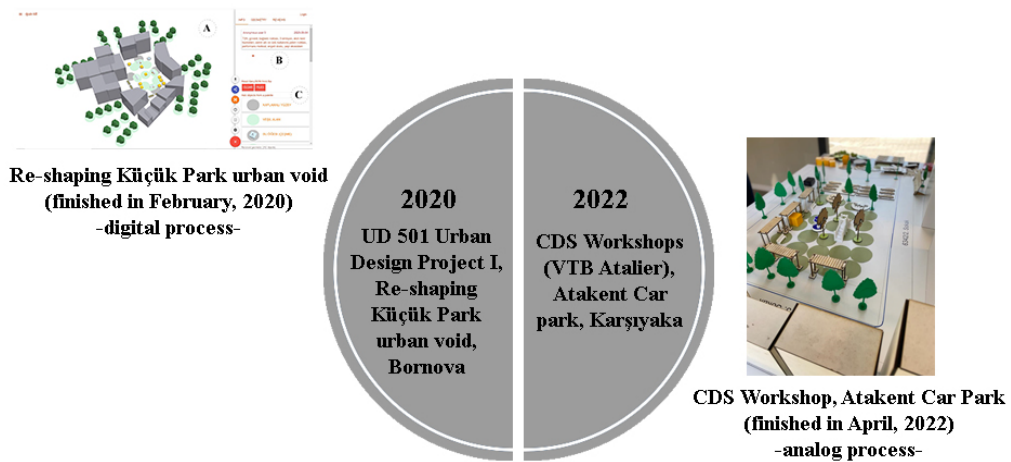 A
B
C
Re-shaping Küçük Park urban void
(finished in February, 2020)
-digital process-
2020
UD 501 Urban
Design Project I,
Re-shaping
Küçük Park
urban void,
Bornova
2022
CDS Workshops
(VTB Atalier),
Atakent Car
park, Karşıyaka
CDS Workshop, Atakent Car Park
(finished in April, 2022)
-analog process-